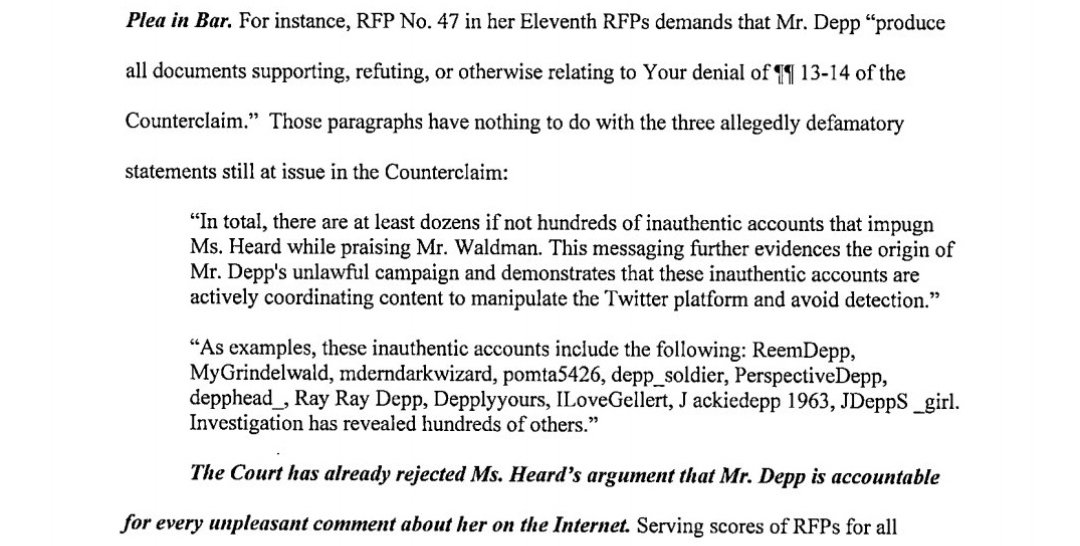 Plea in Bar. For instance, RFP No. 47 in her Eleventh RFPs demands that Mr. Depp “produce
all documents supporting, refuting, or otherwise relating to Your denial of ¶¶ 13-14 of the
Counterclaim.” Those paragraphs have nothing to do with the three allegedly defamatory
statements still at issue in the Counterclaim:
“In total, there are at least dozens if not hundreds of inauthentic accounts that impugn
Ms. Heard while praising Mr. Waldman. This messaging further evidences the origin of
Mr. Depp's unlawful campaign and demonstrates that these inauthentic accounts are
actively coordinating content to manipulate the Twitter platform and avoid detection.”
“As examples, these inauthentic accounts include the following: ReemDepp,
MyGrindelwald, mderndarkwizard, pomta5426, depp_soldier, PerspectiveDepp,
depphead_, Ray Ray Depp, Depplyyours, ILoveGellert, J ackiedepp 1963, JDeppS _girl.
Investigation has revealed hundreds of others.”
The Court has already rejected Ms. Heard’s argument that Mr. Depp is accountable
for every unpleasant comment about her on the Internet. Serving scores of RFPs for all